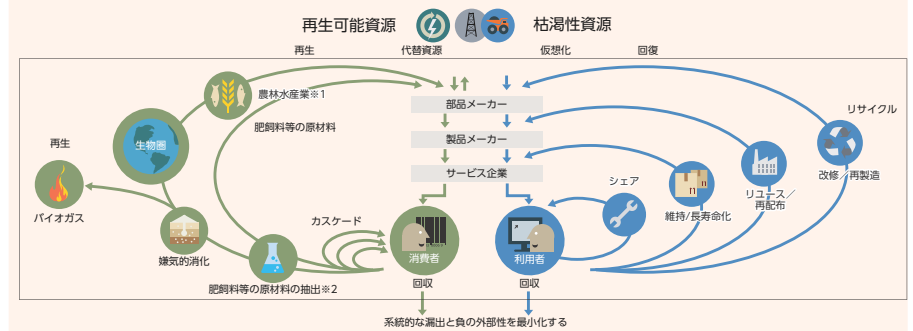 再生可能資源
枯渇性資源
再生
代替資源
仮想化
回復
農林水産業※1
肥肥飼料等の原材料
部品メーカー
製品メーカー
サービス企業
リサイクル
改修／再製造
生物圏
再生
バイオガス
シェア
維持/長寿命化
リユース／
再配布
嫌気的消化
カスケード
肥肥飼料等の原材料の抽出※2
消費者
利用者
回収
回収
系統的な漏出と負の外部性を最小化する